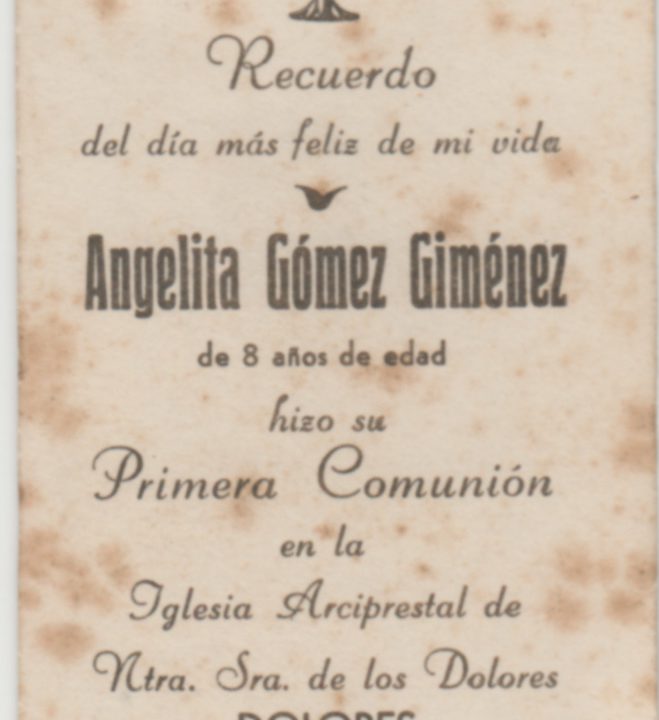 Recuerdo
del día más feliz de mi vida
Angelita Gómez Giménez
de 8 años de edad
hizo su
Primera Comunión
en la
Iglesia Arciprestal de
Ntra. Sra. de los Dolores
DOLORES